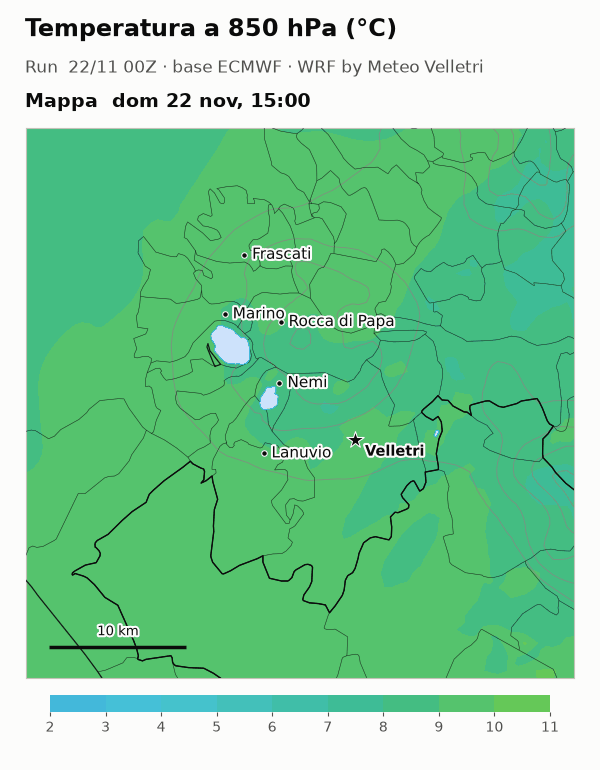 Temperatura a 850 hPa (°C)
Run  22/11 00Z · base ECMWF · WRF by Meteo Velletri
Mappa  dom 22 nov, 15:00
Frascati
Marino
Rocca di Papa
Nemi
Velletri
Lanuvio
10 km
2 3 4 5 6 7 8 9 10 11